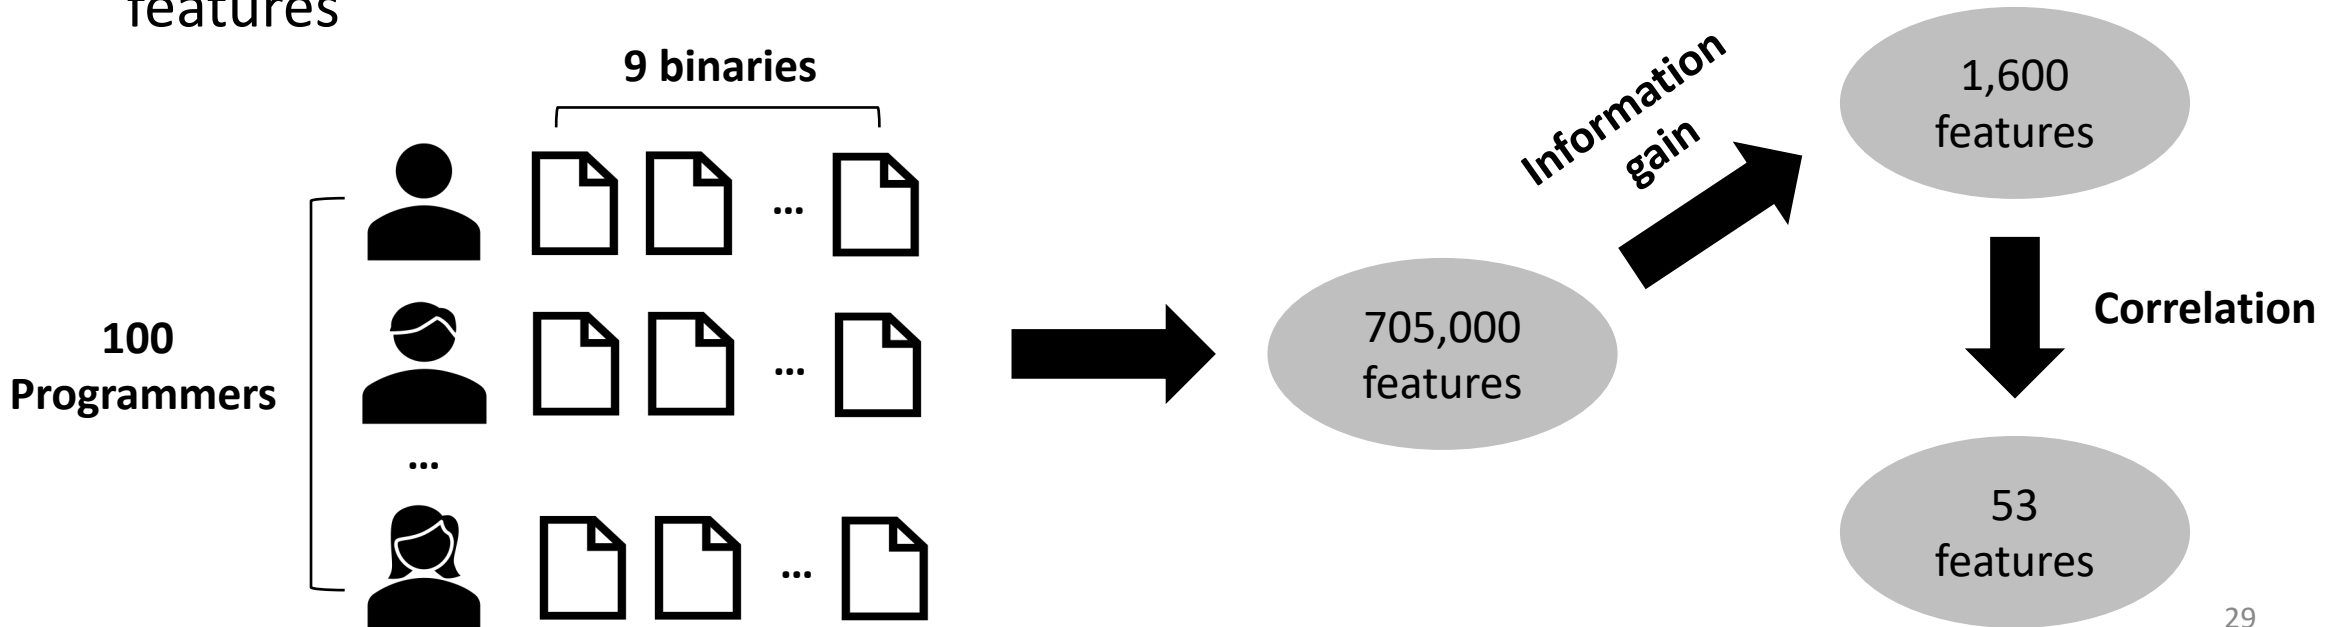 features
9 binaries
100
Programmers
...
...
...
...
705,000
features
Information
gain
1,600
features
Correlation
53
features
29